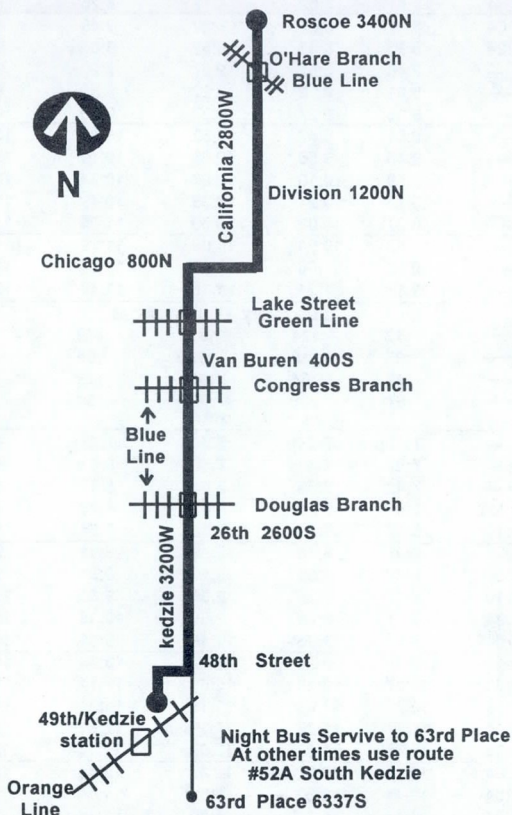 Roscoe 3400N
O'Hare Branch
Blue Line
California 2800W
N
Division 1200N
Chicago 800N
Lake Street
Green Line
Van Buren 400S
Congress Branch
Blue
Line
Douglas Branch
26th 2600S
kedzie 3200W
48th Street
49th/Kedzie
station
Night Bus Servive to 63rd Place
At other times use route
#52A South Kedzie
Orange
Line
63rd Place 6337S